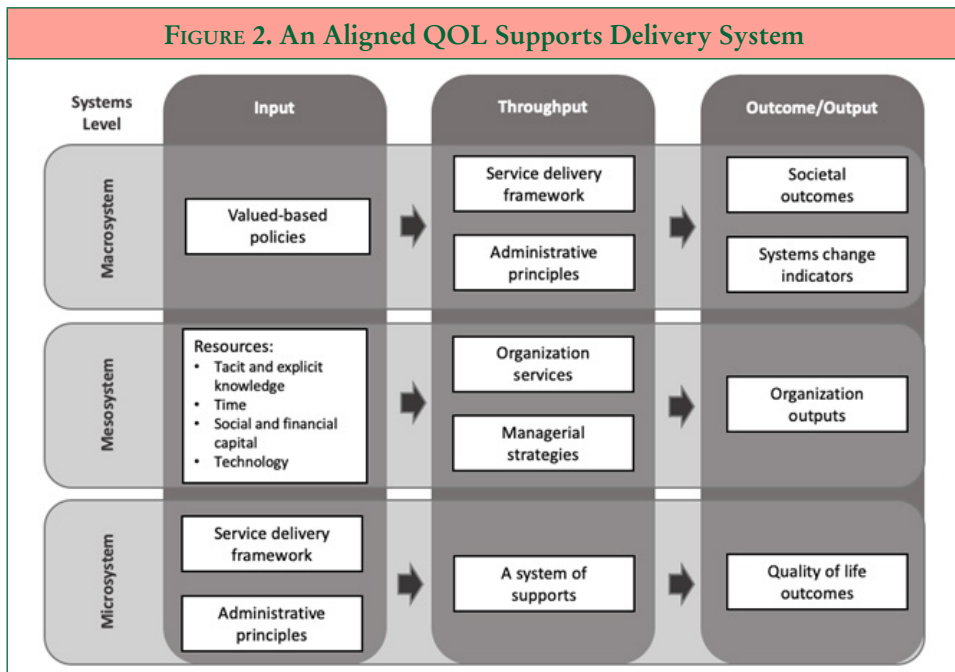 FIGURE 2. An Aligned QOL Supports Delivery System
Systems
Level
Input
Throughput
Outcome/Output
Macrosystem
Valued-based
policies
Service delivery
framework
Administrative
principles
Societal
outcomes
Systems change
indicators
Mesosystem
Resources:
• Tacit and explicit
knowledge
• Time
• Social and financial
capital
• Technology
Organization
services
Managerial
strategies
Organization
outputs
Microsystem
Service delivery
framework
Administrative
principles
A system of
supports
Quality of life
outcomes